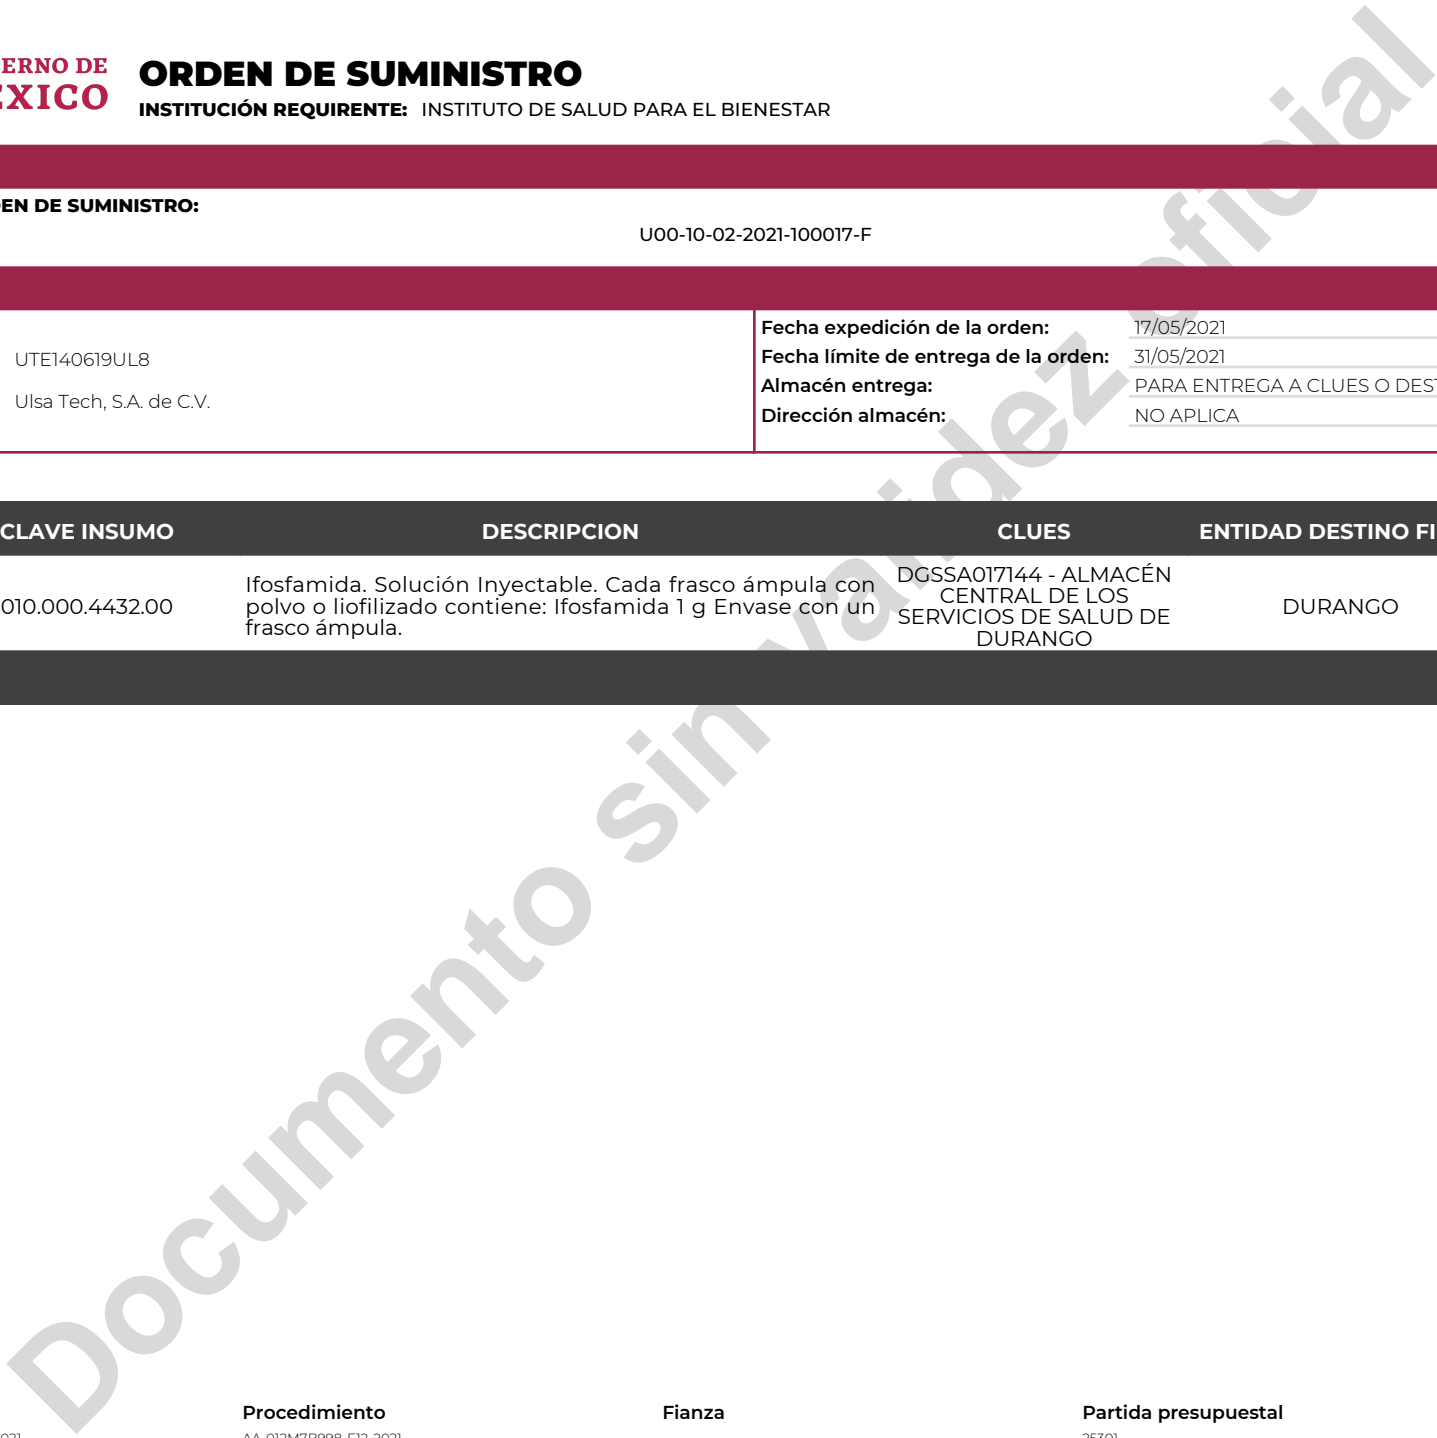 ERNO DE
ÉXICO
ORDEN DE SUMINISTRO
INSTITUCIÓN REQUIRENTE: INSTITUTO DE SALUD PARA EL BIENESTAR
EN DE SUMINISTRO:
U00-10-02-2021-100017-F
UTE140619UL8
Ulsa Tech, S.A. de C.V.
Fecha expedición de la orden: 17/05/2021
Fecha límite de entrega de la orden: 31/05/2021
Almacén entrega: PARA ENTREGA A CLUES O DEST
Dirección almacén: NO APLICA
CLAVE INSUMO DESCRIPCION CLUES ENTIDAD DESTINO FI
010.000.4432.00
Ifosfamida. Solución Inyectable. Cada frasco ámpula con
polvo o liofilizado contiene: Ifosfamida 1 g Envase con un
frasco ámpula.
DGSSA017144 - ALMACÉN
CENTRAL DE LOS
SERVICIOS DE SALUD DE
DURANGO
DURANGO
Documento sin validez oficial
Procedimiento Fianza Partida presupuestal